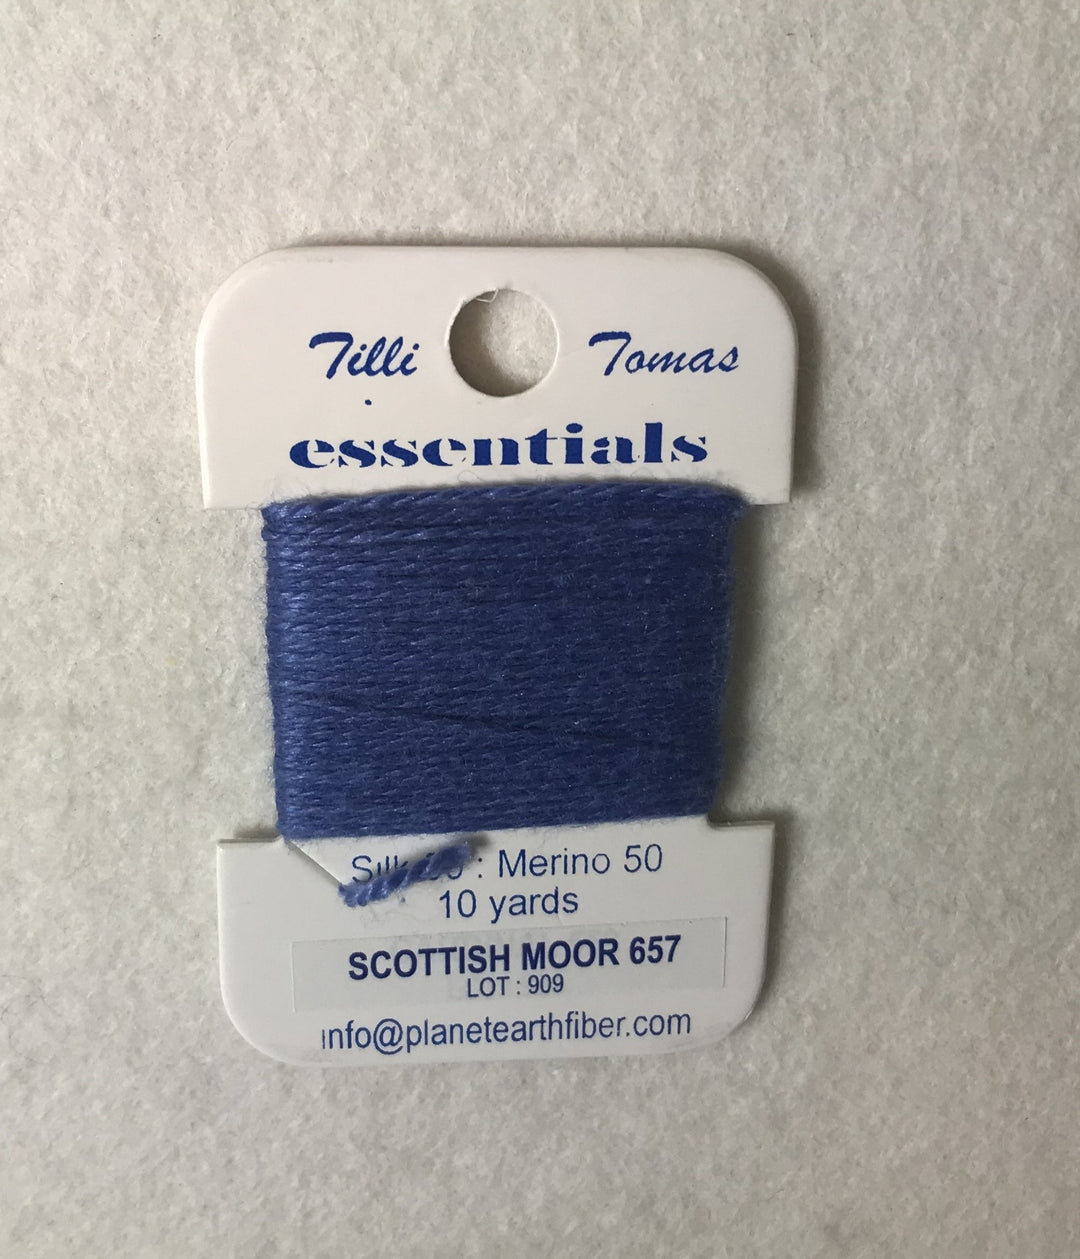 Tilli Tomas
essentials
Silk : Merino 50
10 yards
SCOTTISH MOOR 657
LOT : 909
info@planetearthfiber.com